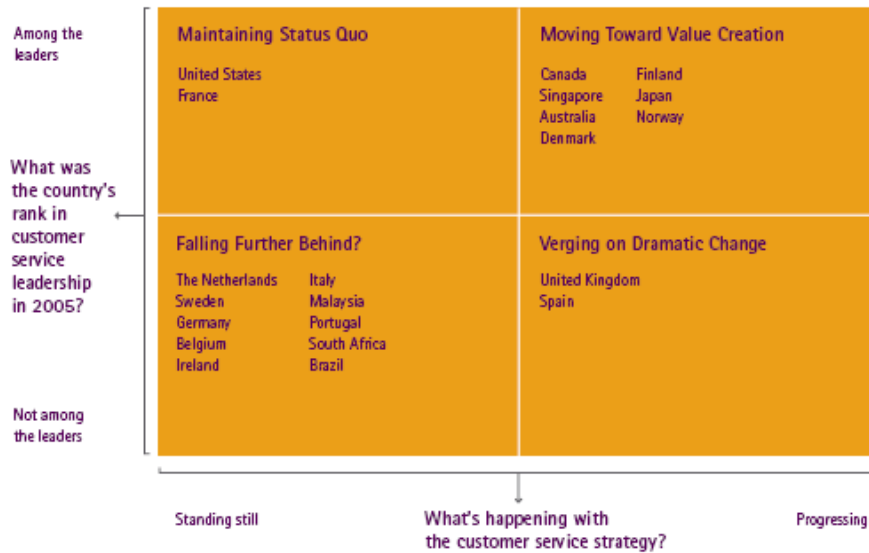 Among the
leaders
Maintaining Status Quo
United States
France
Moving Toward Value Creation
Canada
Singapore
Australia
Denmark
Finland
Japan
Norway
What was
the country's
rank in
customer
service
leadership
in 2005?
Falling Further Behind?
The Netherlands
Sweden
Germany
Belgium
Ireland
Italy
Malaysia
Portugal
South Africa
Brazil
Verging on Dramatic Change
United Kingdom
Spain
Not among
the leaders
Standing still
What's happening with
the customer service strategy?
Progressing